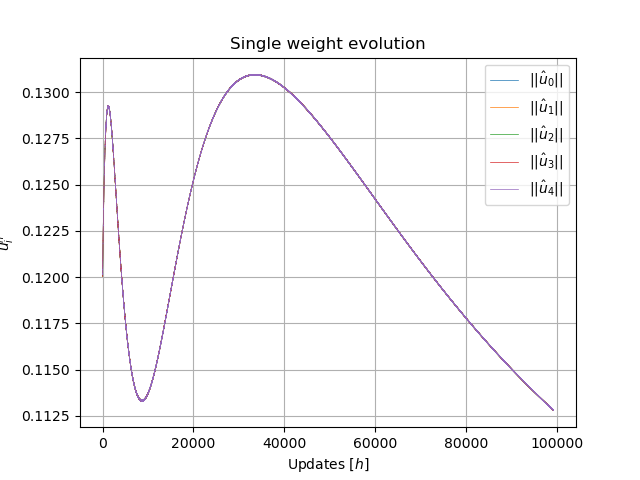 Single weight evolution
0.1300
0.1275
0.1250
0.1225
0.1200
0.1175
0.1150
0.1125
0
20000
40000
60000
80000
100000
Updates [h]
||û₀||
||û₁||
||û₂||
||û₃||
||û₄||